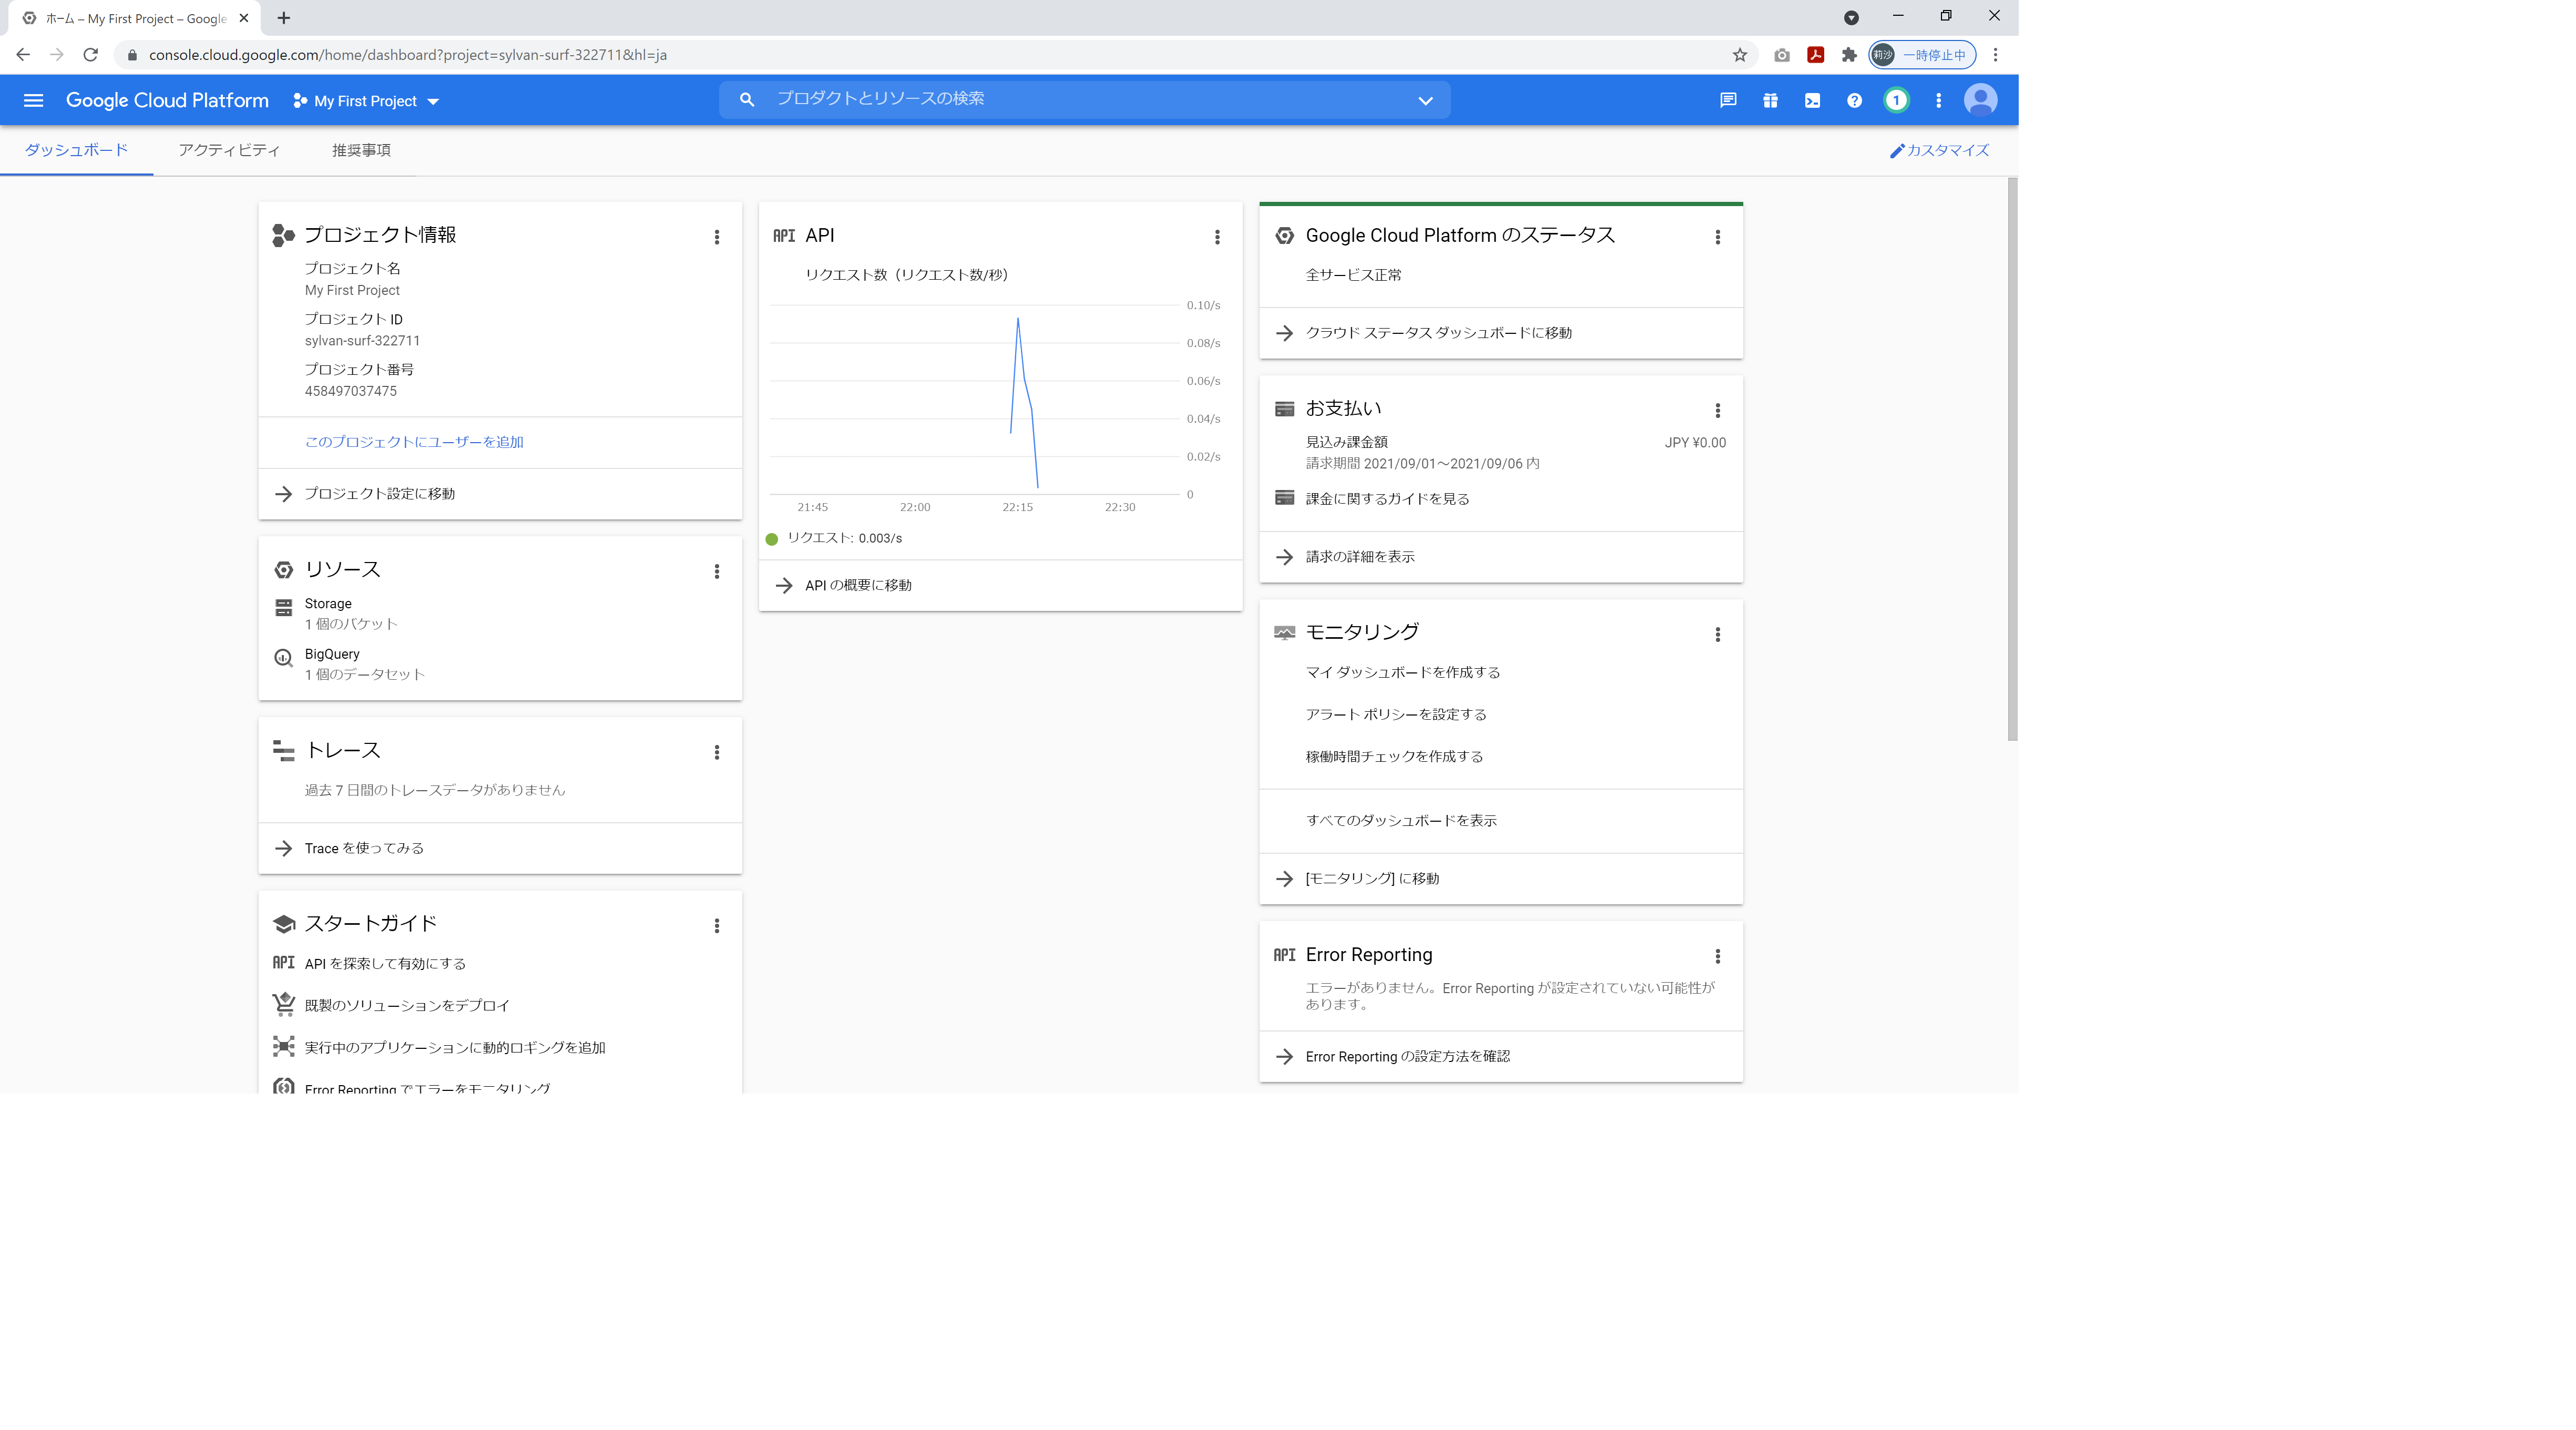 ホーム – My First Project – Google
console.cloud.google.com/home/dashboard?project=sylvan-surf-322711&hl=ja
莉沙 一時停止中
Google Cloud Platform
My First Project
プロダクトとリソースの検索
1
ダッシュボード
アクティビティ
推奨事項
カスタマイズ
プロジェクト情報
プロジェクト名
My First Project
プロジェクト ID
sylvan-surf-322711
プロジェクト番号
458497037475
このプロジェクトにユーザーを追加
プロジェクト設定に移動
リソース
Storage
1 個のバケット
BigQuery
1 個のデータセット
トレース
過去 7 日間のトレースデータがありません
Trace を使ってみる
スタートガイド
API API を探索して有効にする
既製のソリューションをデプロイ
実行中のアプリケーションに動的ロギングを追加
Error Reporting でエラーをモニタリング
API API
リクエスト数（リクエスト数/秒）
0.10/s
0.08/s
0.06/s
0.04/s
0.02/s
0
21:45 22:00 22:15 22:30
リクエスト: 0.003/s
API の概要に移動
Google Cloud Platform のステータス
全サービス正常
クラウド ステータス ダッシュボードに移動
お支払い
見込み課金額 JPY ¥0.00
請求期間 2021/09/01～2021/09/06 内
課金に関するガイドを見る
請求の詳細を表示
モニタリング
マイ ダッシュボードを作成する
アラート ポリシーを設定する
稼働時間チェックを作成する
すべてのダッシュボードを表示
[モニタリング] に移動
API Error Reporting
エラーがありません。Error Reporting が設定されていない可能性が
あります。
Error Reporting の設定方法を確認